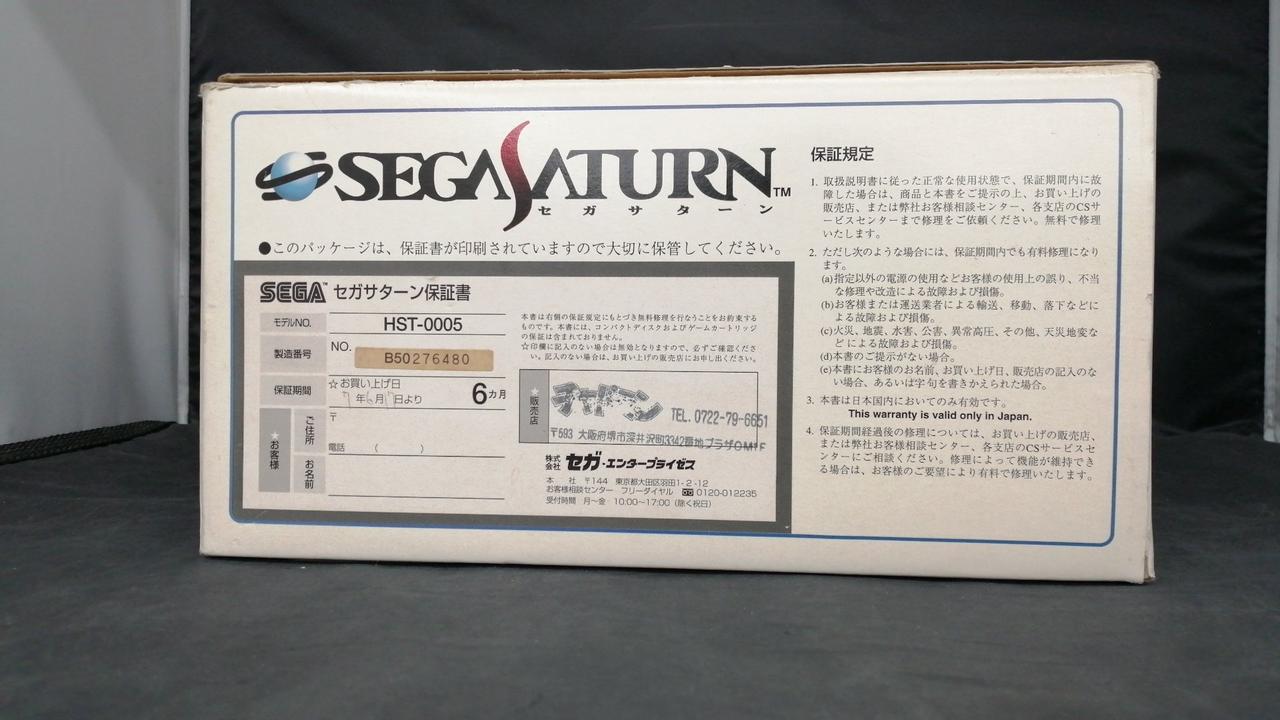 SEGA SATURN™
セガサターン
●このパッケージは、保証書が印刷されていますので大切に保管してください。
SEGA™ セガサターン保証書
モデルNO. HST-0005
製造番号 NO. B50276480
保証期間 ☆お買い上げ日 7年6月17日より 6カ月
★お客様
ご住所 〒
電話 ( )
お名前
本書は右側の保証規定にもとづき無料修理を行なうことをお約束するものです。本書には、コンパクトディスクおよびゲームカートリッジの保証は含まれておりません。
☆印欄に記入のない場合は無効となりますので、必ずご確認ください。記入のない場合は、お買い上げの販売店にお申し出ください。
★販売店
TEL. 0722-79-6651
〒593 大阪府堺市深井沢町3342番地プラザOMIF
株式会社 セガ・エンタープライゼス
本 社 〒144 東京都大田区羽田1-2-12
お客様相談センター フリーダイヤル 0120-012235
受付時間 月〜金 10:00〜17:00(除く祝日)
保証規定
1. 取扱説明書に従った正常な使用状態で、保証期間内に故
障した場合は、商品と本書をご提示の上、お買い上げの
販売店、または弊社お客様相談センター、各支店のCSサ
ービスセンターまで修理をご依頼ください。無料で修理
いたします。
2. ただし次のような場合には、保証期間内でも有料修理になり
ます。
(a)指定以外の電源の使用などお客様の使用上の誤り、不当
な修理や改造による故障および損傷。
(b)お客様または運送業者による輸送、移動、落下などに
よる故障および損傷。
(c)火災、地震、水害、公害、異常高圧、その他、天災地変な
どによる故障および損傷。
(d)本書のご提示がない場合。
(e)本書にお客様のお名前、お買い上げ日、販売店の記入のな
い場合、あるいは字句を書きかえられた場合。
3. 本書は日本国内においてのみ有効です。
This warranty is valid only in Japan.
4. 保証期間経過後の修理については、お買い上げの販売店、
または弊社お客様相談センター、各支店のCSサービスセン
ターにご相談ください。修理によって機能が維持でき
る場合は、お客様のご要望により有料で修理いたします。